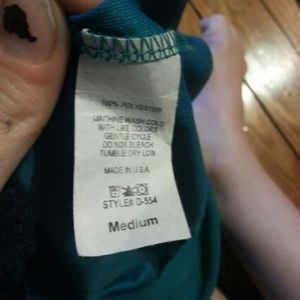 100% POLYESTER
MACHINE WASH COLD
WITH LIKE COLORS
GENTLE CYCLE
DO NOT BLEACH
TUMBLE DRY LOW
MADE IN U.S.A.
STYLE# D-554
Medium